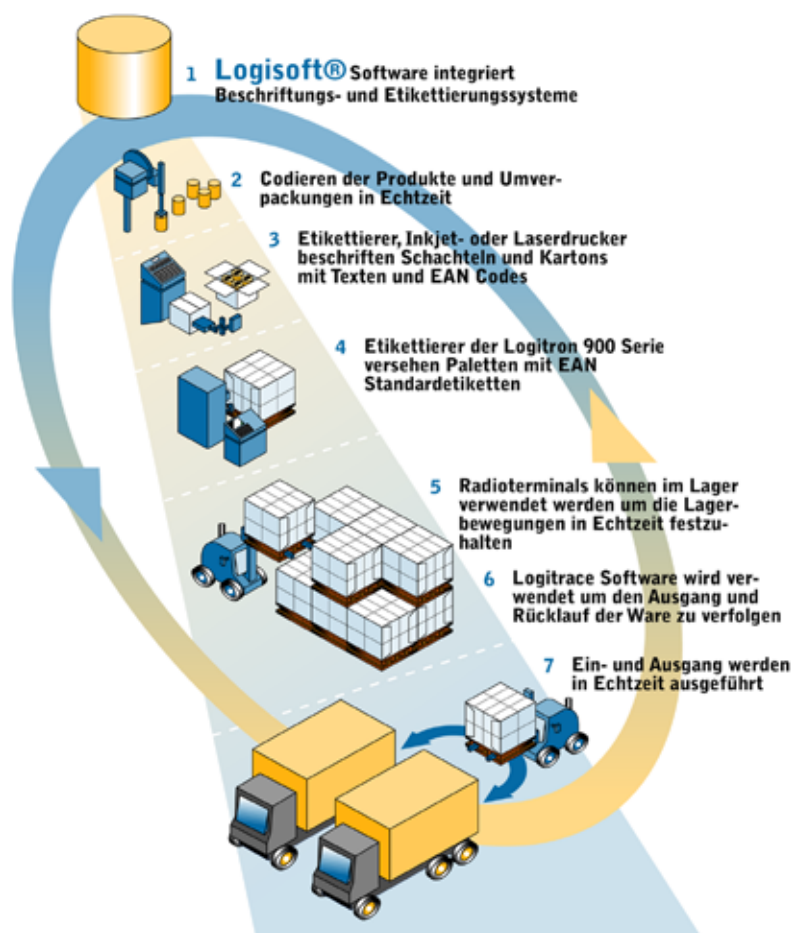 1 Logisoft® Software integriert
Beschriftungs- und Etikettierungssysteme
2 Codieren der Produkte und Umver-
packungen in Echtzeit
3 Etikettierer, Inkjet- oder Laserdrucker
beschriften Schachteln und Kartons
mit Texten und EAN Codes
4 Etikettierer der Logitron 900 Serie
versehen Paletten mit EAN
Standardetiketten
5 Radioterminals können im Lager
verwendet werden um die Lager-
bewegungen in Echtzeit festzu-
halten
6 Logitrace Software wird ver-
wendet um den Ausgang und
Rücklauf der Ware zu verfolgen
7 Ein- und Ausgang werden
in Echtzeit ausgeführt